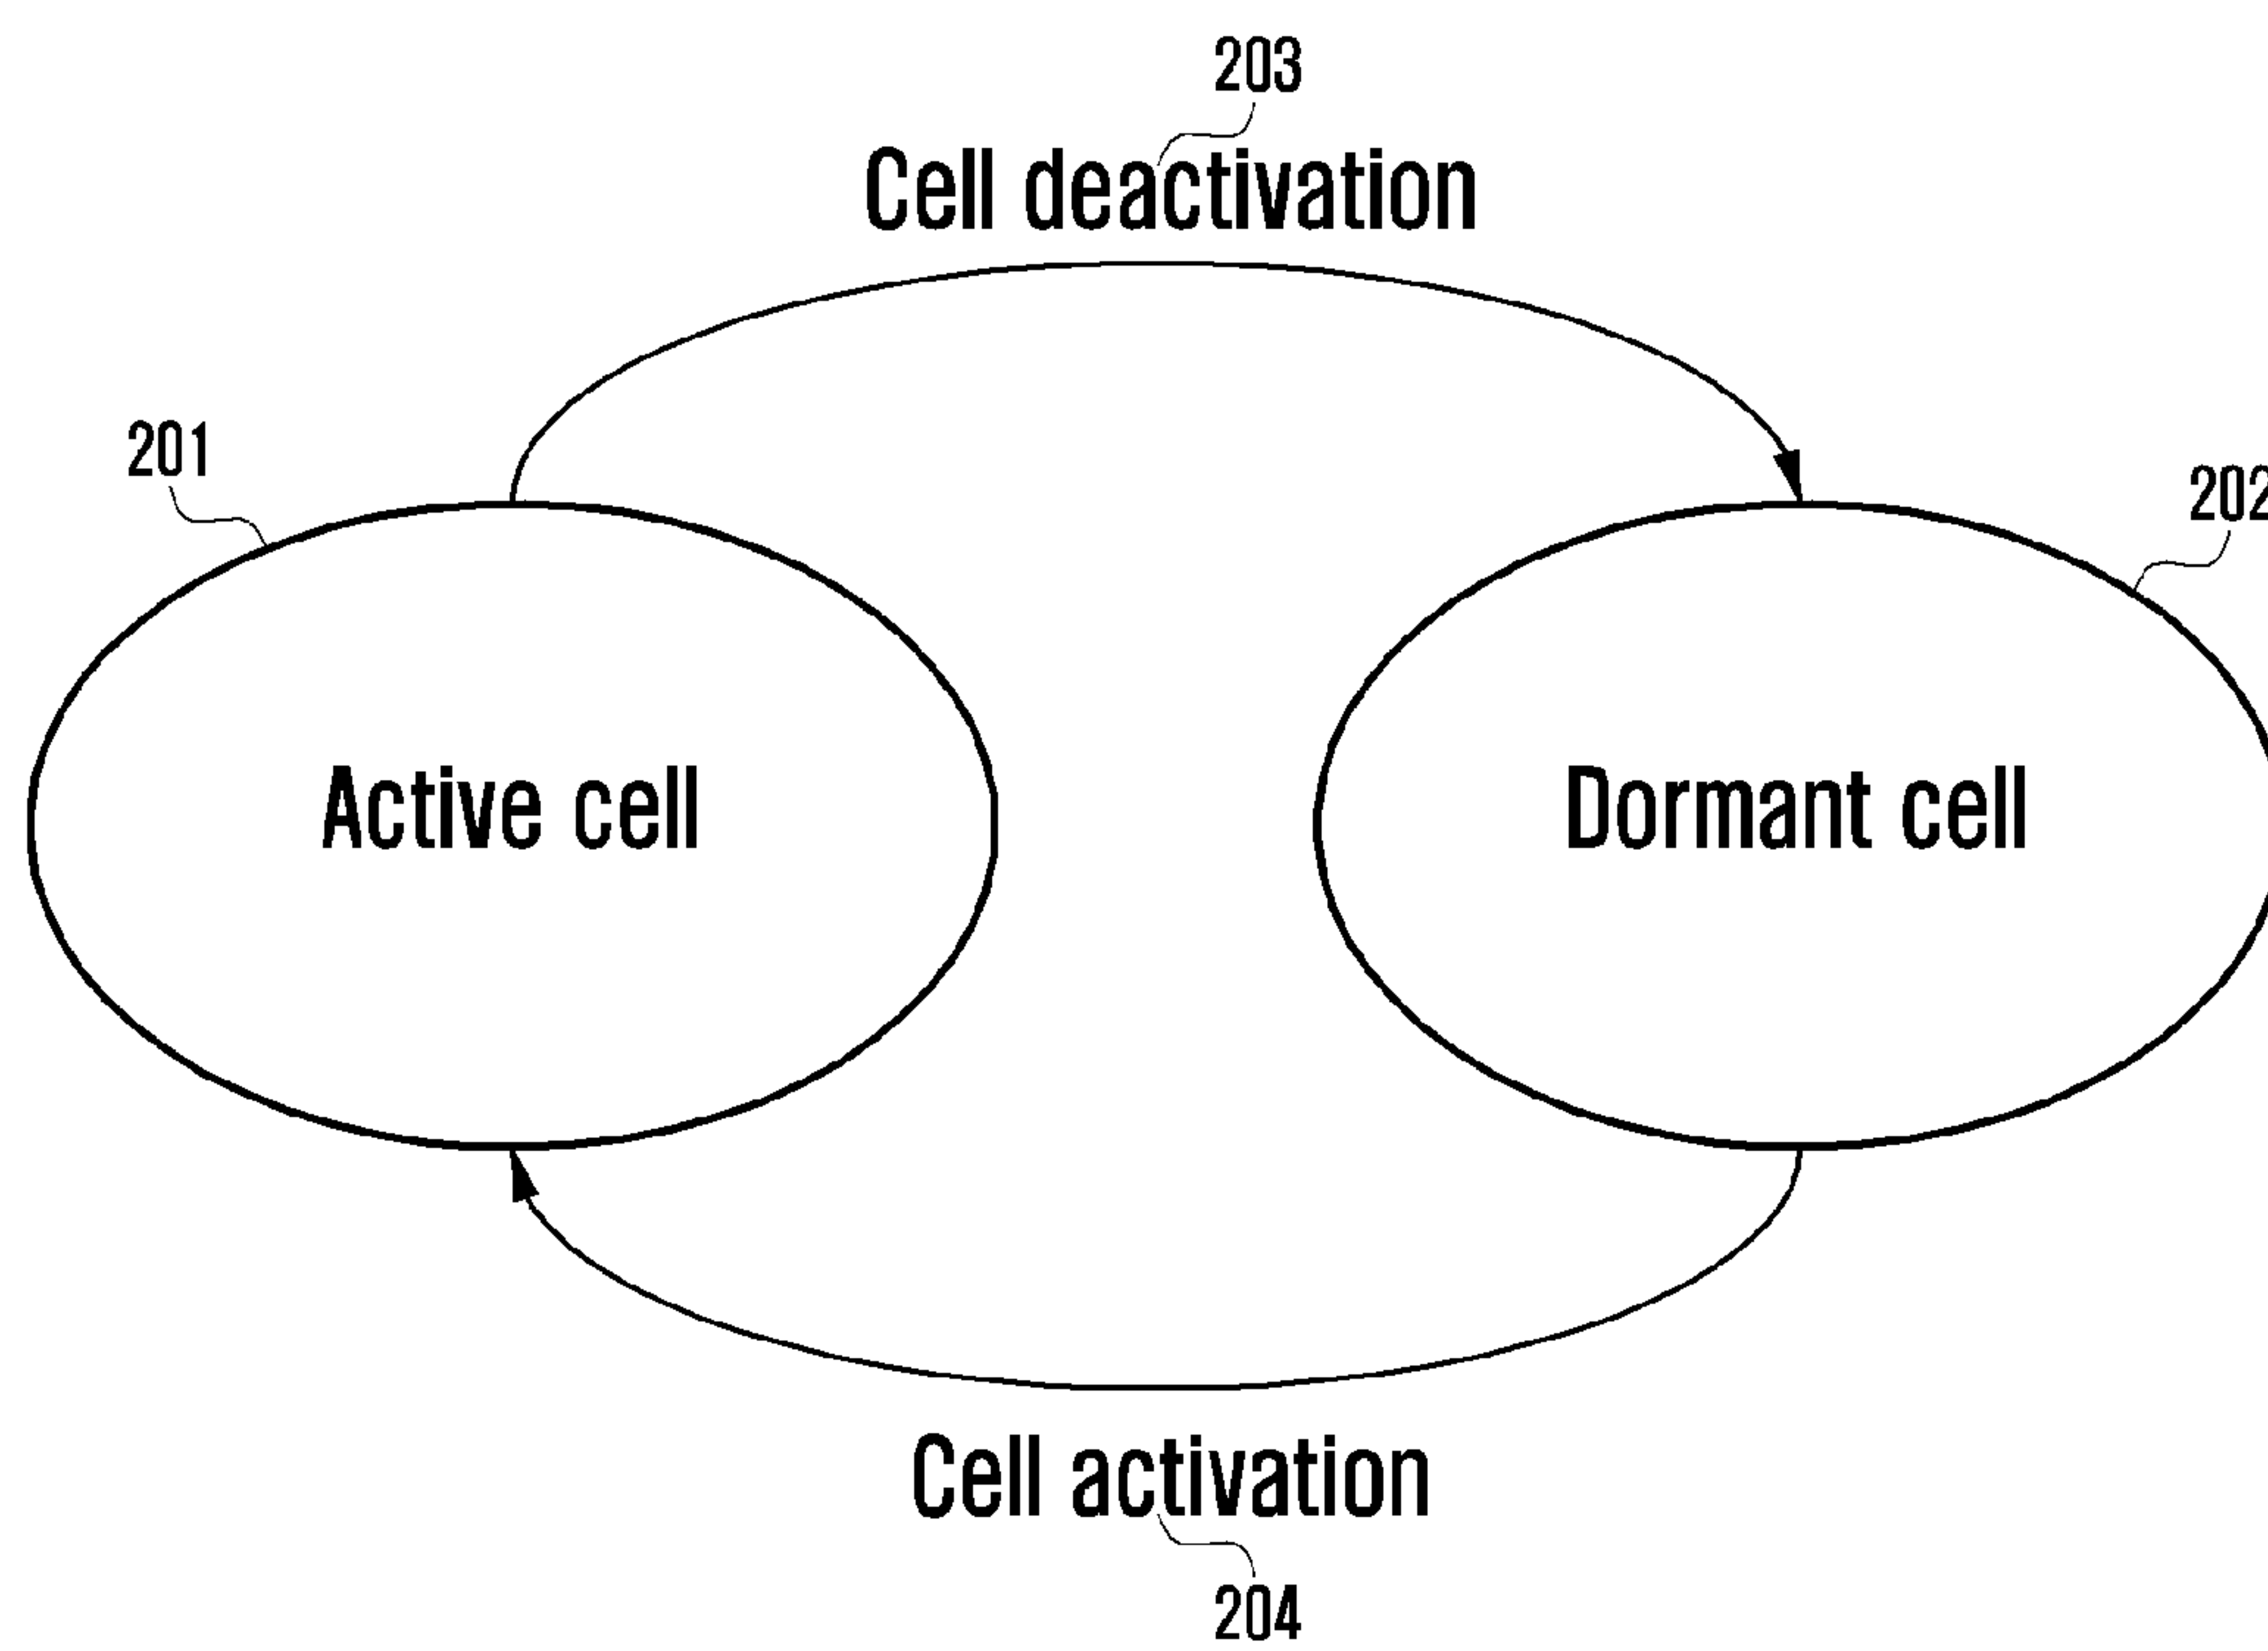 203
Cell deactivation
201
202
Active cell
Dormant cell
Cell activation
204